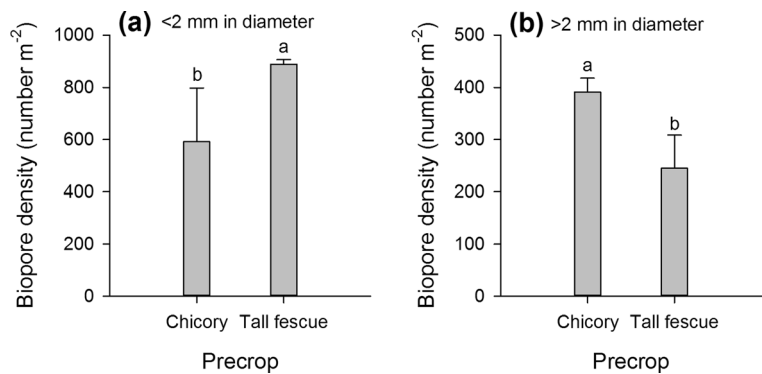 (a) <2 mm in diameter
Biopore density (number m⁻²)
1000
800
600
400
200
0
b
a
Chicory Tall fescue
Precrop
(b) >2 mm in diameter
Biopore density (number m⁻²)
500
400
300
200
100
0
a
b
Chicory Tall fescue
Precrop